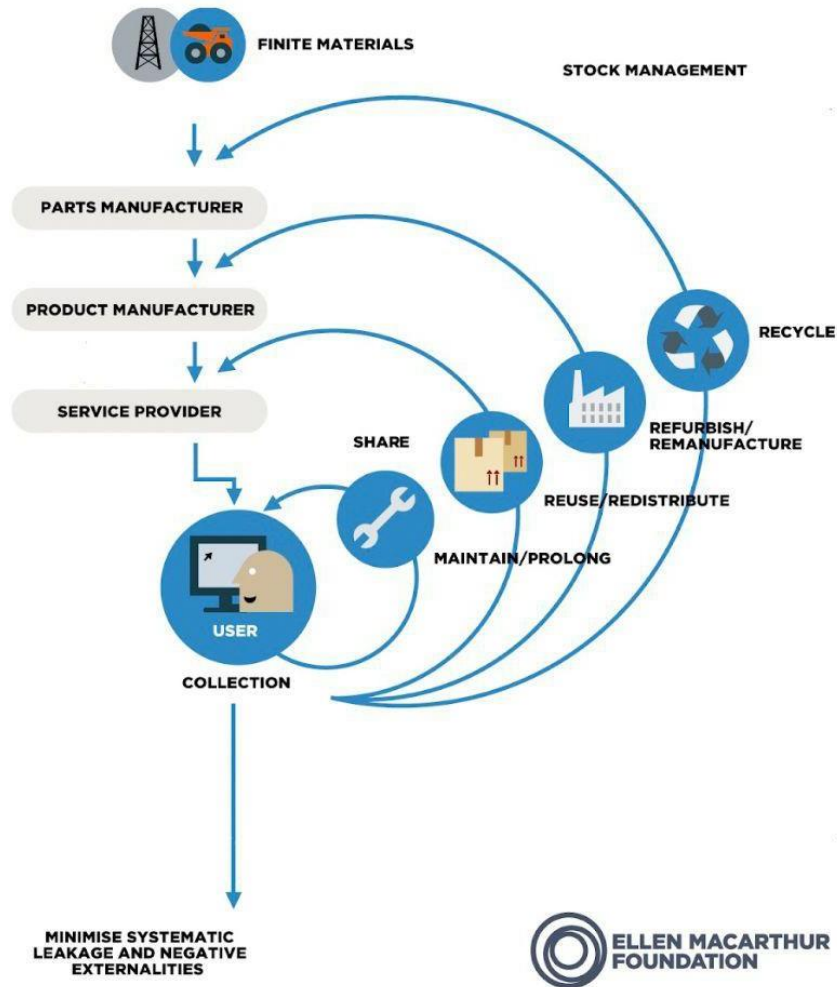 FINITE MATERIALS
STOCK MANAGEMENT
PARTS MANUFACTURER
PRODUCT MANUFACTURER
RECYCLE
SERVICE PROVIDER
REFURBISH/
REMANUFACTURE
SHARE
REUSE/REDISTRIBUTE
MAINTAIN/PROLONG
USER
COLLECTION
MINIMISE SYSTEMATIC
LEAKAGE AND NEGATIVE
EXTERNALITIES
ELLEN MACARTHUR
FOUNDATION